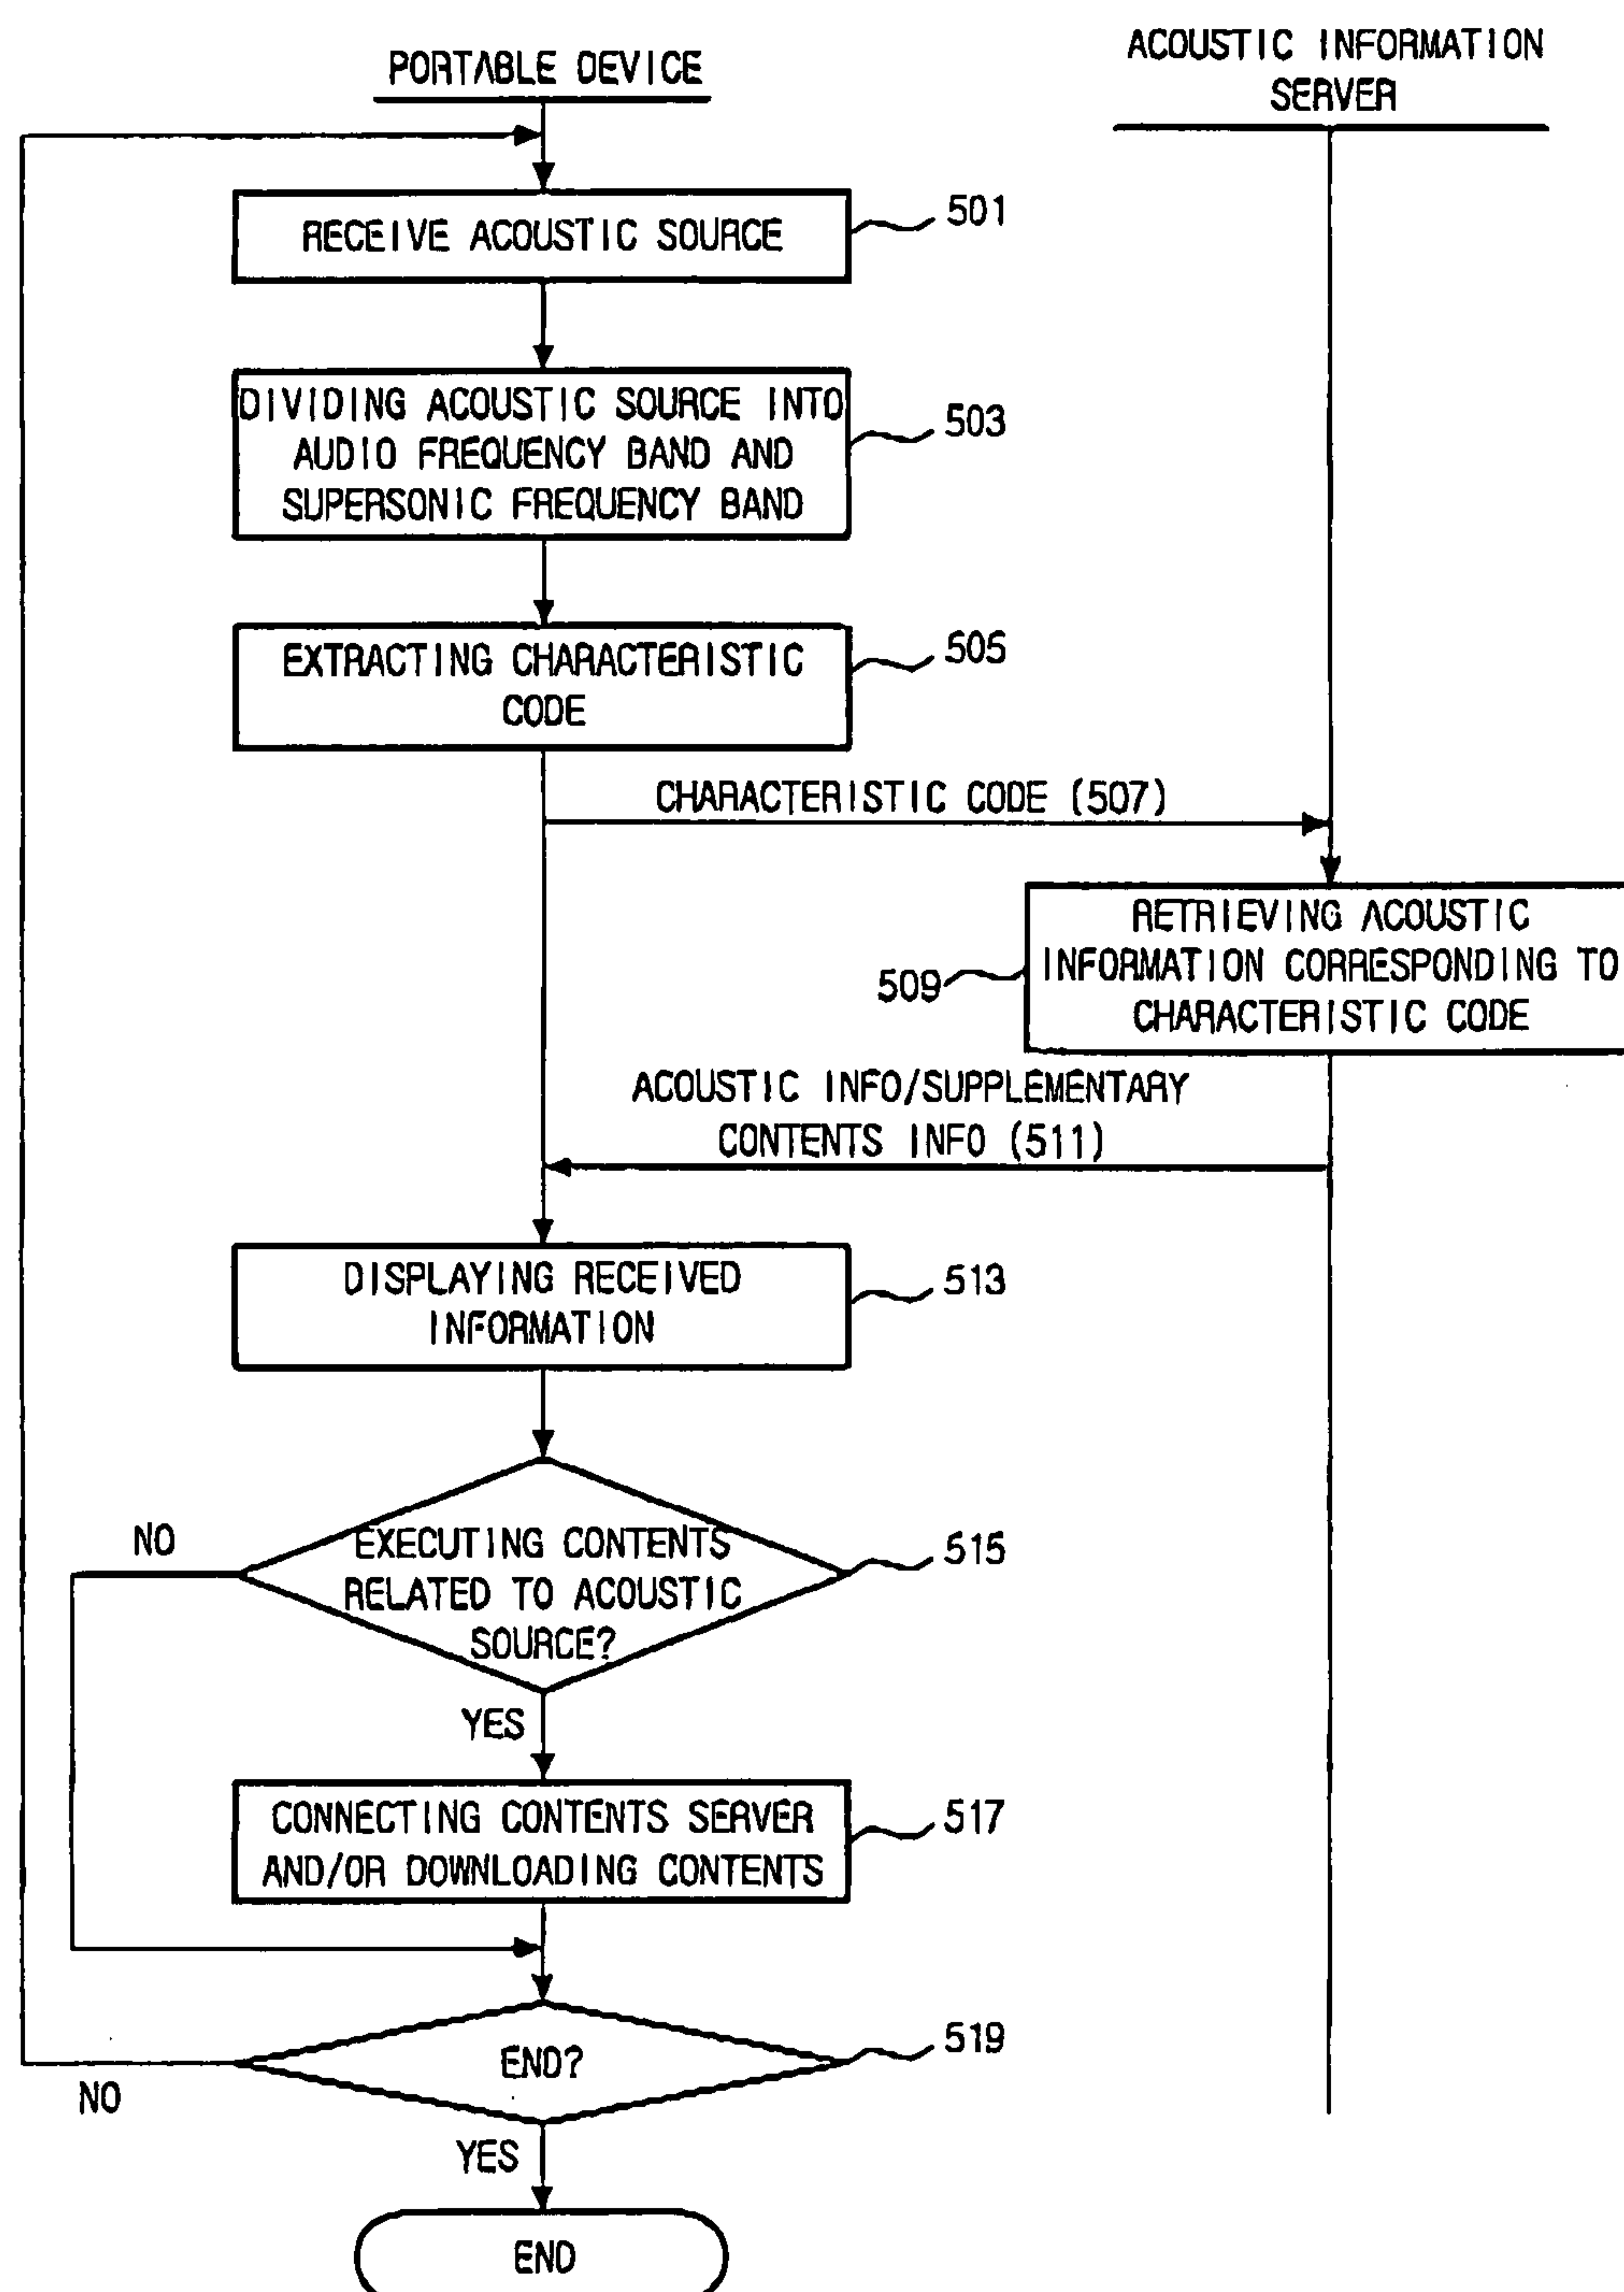 PORTABLE DEVICE
ACOUSTIC INFORMATION
SERVER
RECEIVE ACOUSTIC SOURCE
501
DIVIDING ACOUSTIC SOURCE INTO
AUDIO FREQUENCY BAND AND
SUPERSONIC FREQUENCY BAND
503
EXTRACTING CHARACTERISTIC
CODE
505
CHARACTERISTIC CODE (507)
RETRIEVING ACOUSTIC
INFORMATION CORRESPONDING TO
CHARACTERISTIC CODE
509
ACOUSTIC INFO/SUPPLEMENTARY
CONTENTS INFO (511)
DISPLAYING RECEIVED
INFORMATION
513
NO
EXECUTING CONTENTS
RELATED TO ACOUSTIC
SOURCE?
515
YES
CONNECTING CONTENTS SERVER
AND/OR DOWNLOADING CONTENTS
517
END?
519
NO
YES
END